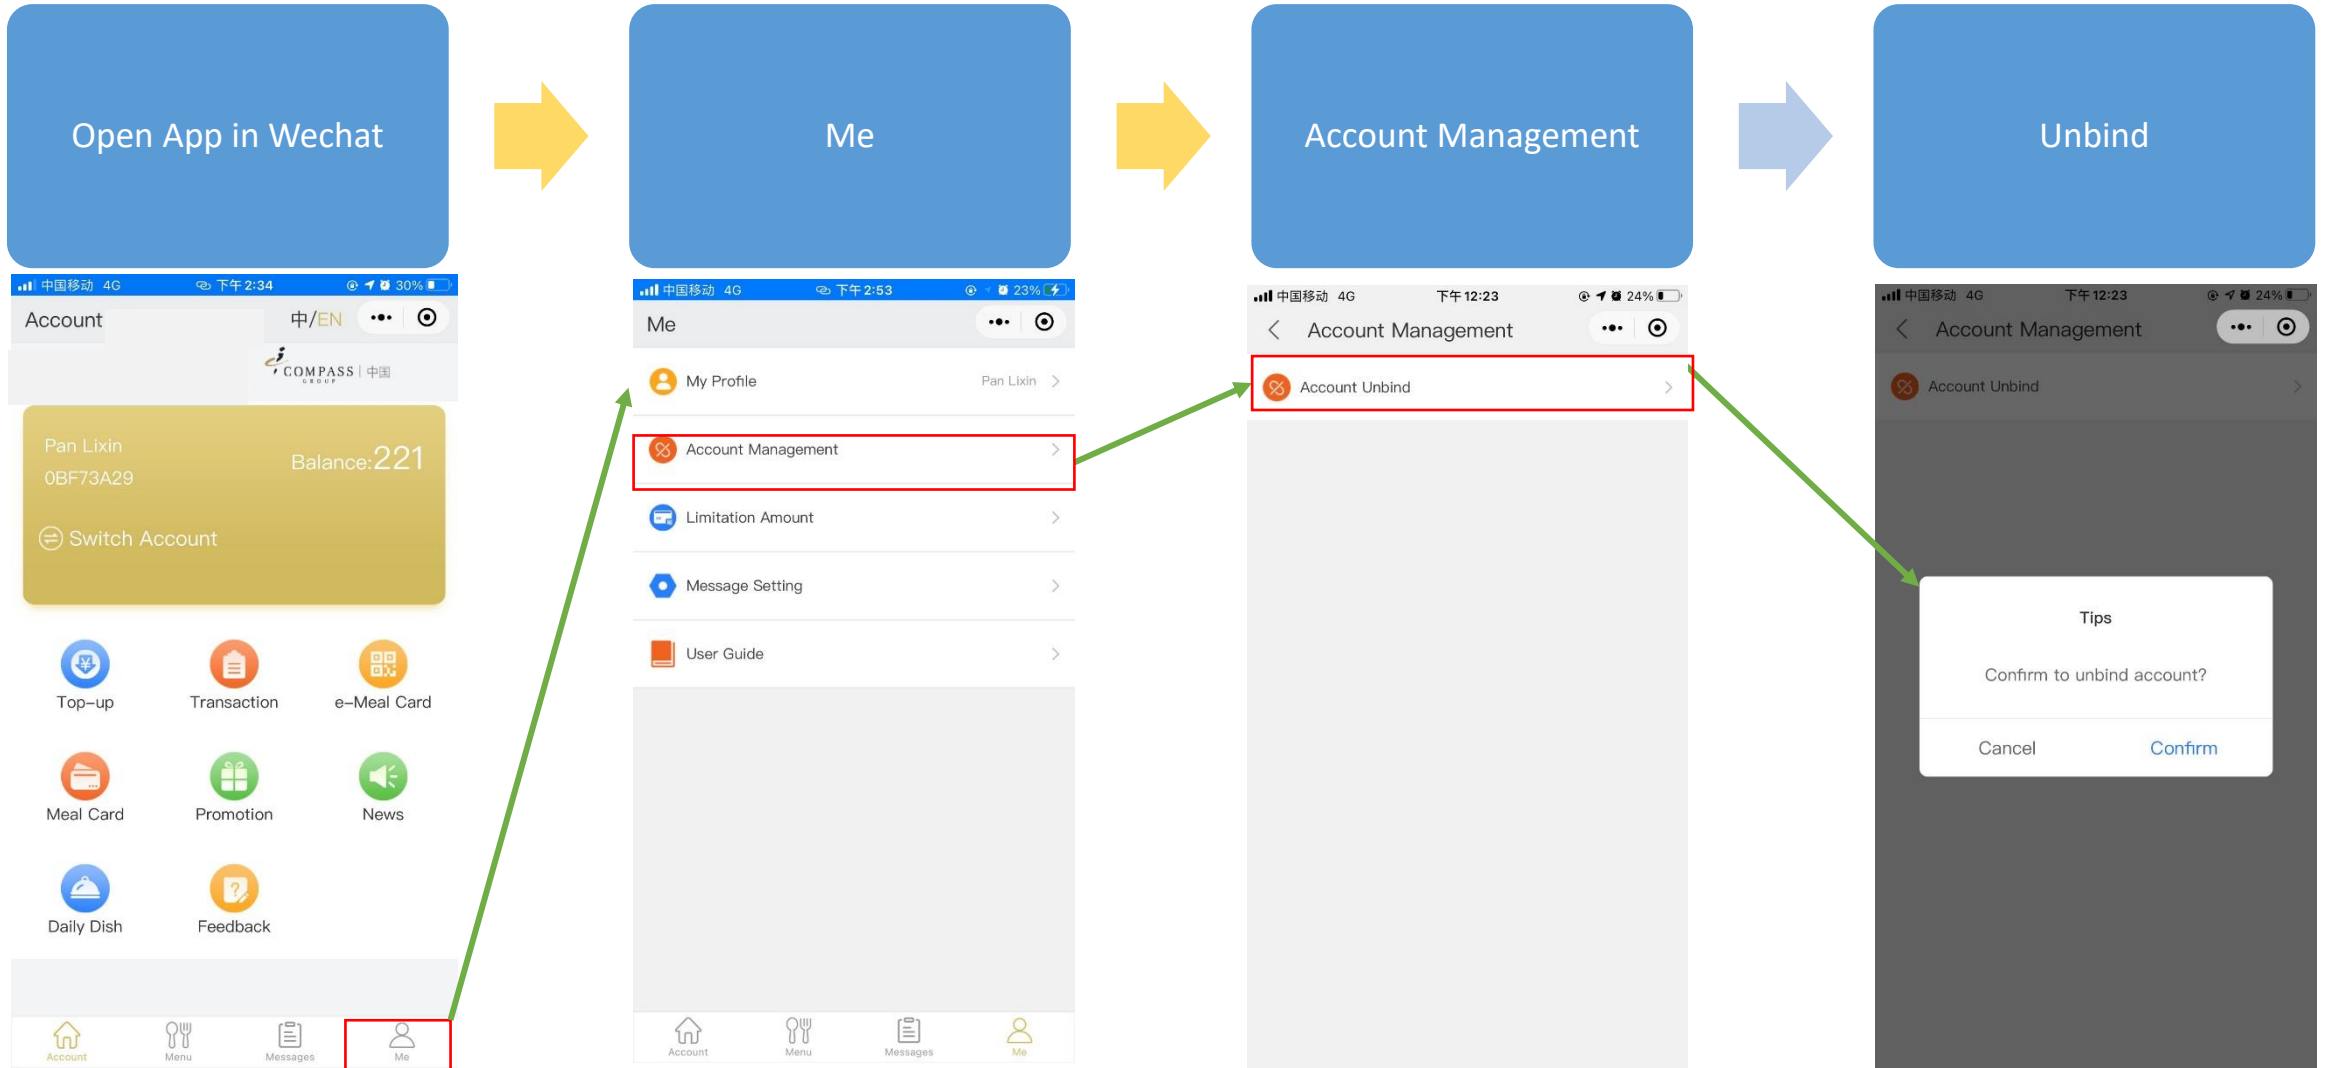 Open App in Wechat
Me
Account Management
Unbind
中国移动 4G 下午2:34 30%
Account 中/EN
COMPASS 中国
GROUP
Pan Lixin
0BF73A29
Balance:221
Switch Account
Top-up Transaction e-Meal Card
Meal Card Promotion News
Daily Dish Feedback
Account Menu Messages Me
中国移动 4G 下午2:53 23%
Me
My Profile Pan Lixin
Account Management
Limitation Amount
Message Setting
User Guide
Account Menu Messages Me
中国移动 4G 下午12:23 24%
Account Management
Account Unbind
中国移动 4G 下午12:23 24%
Account Management
Account Unbind
Tips
Confirm to unbind account?
Cancel Confirm